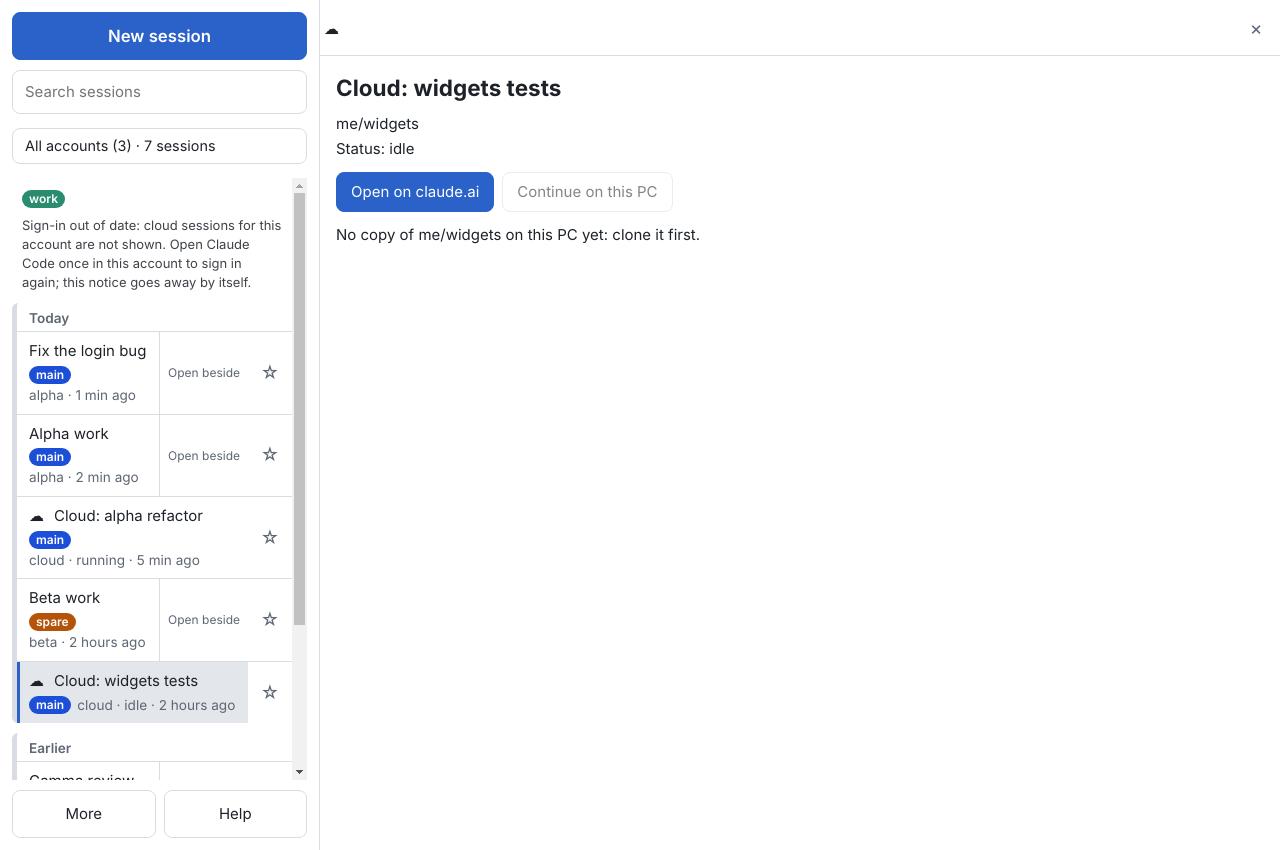 New session
Search sessions
All accounts (3) · 7 sessions
work
Sign-in out of date: cloud sessions for this
account are not shown. Open Claude
Code once in this account to sign in
again; this notice goes away by itself.
Today
Fix the login bug
main
alpha · 1 min ago
Open beside
Alpha work
main
alpha · 2 min ago
Open beside
Cloud: alpha refactor
main
cloud · running · 5 min ago
Beta work
spare
beta · 2 hours ago
Open beside
Cloud: widgets tests
main cloud · idle · 2 hours ago
Earlier
Gamma review
More
Help
Cloud: widgets tests
me/widgets
Status: idle
Open on claude.ai
Continue on this PC
No copy of me/widgets on this PC yet: clone it first.